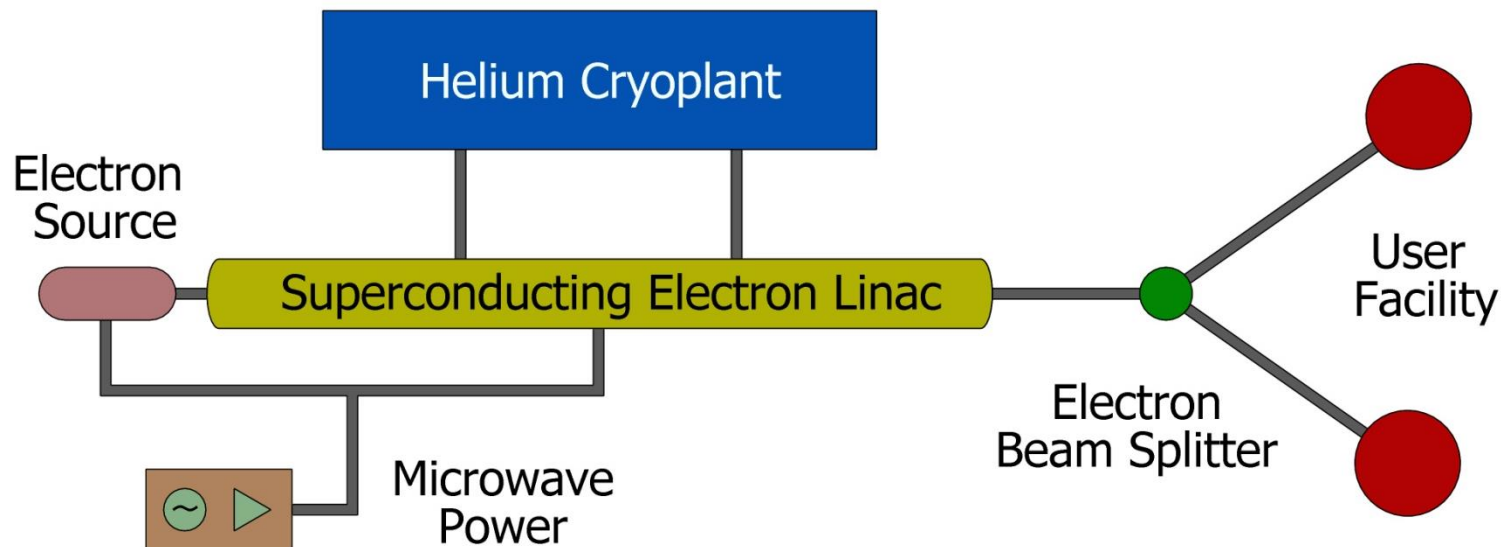 Helium Cryoplant
Electron
Source
Superconducting Electron Linac
User
Facility
Electron
Beam Splitter
Microwave
Power
~